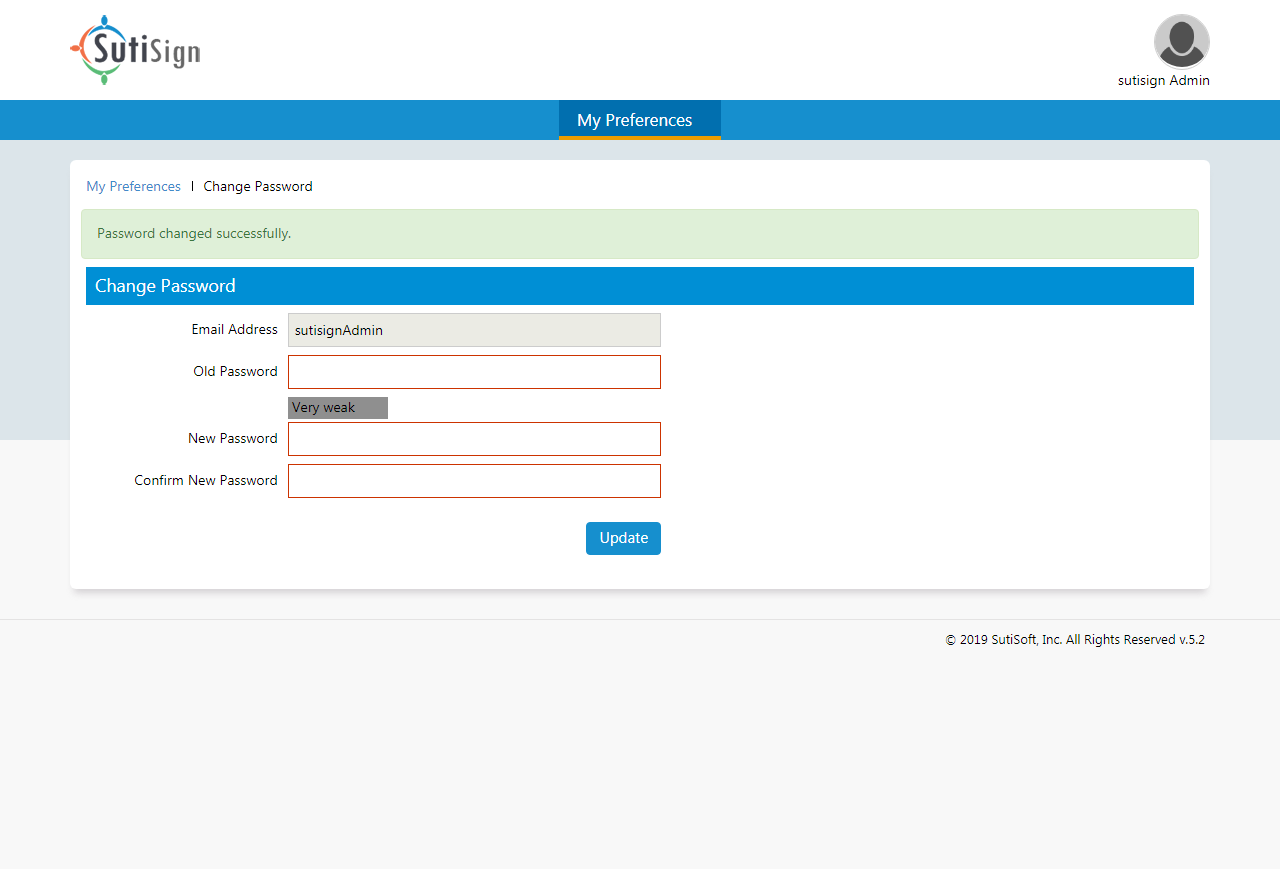 SutiSign
sutisign Admin
My Preferences
My Preferences | Change Password
Password changed successfully.
Change Password
Email Address sutisignAdmin
Old Password
Very weak
New Password
Confirm New Password
Update
© 2019 SutiSoft, Inc. All Rights Reserved v.5.2